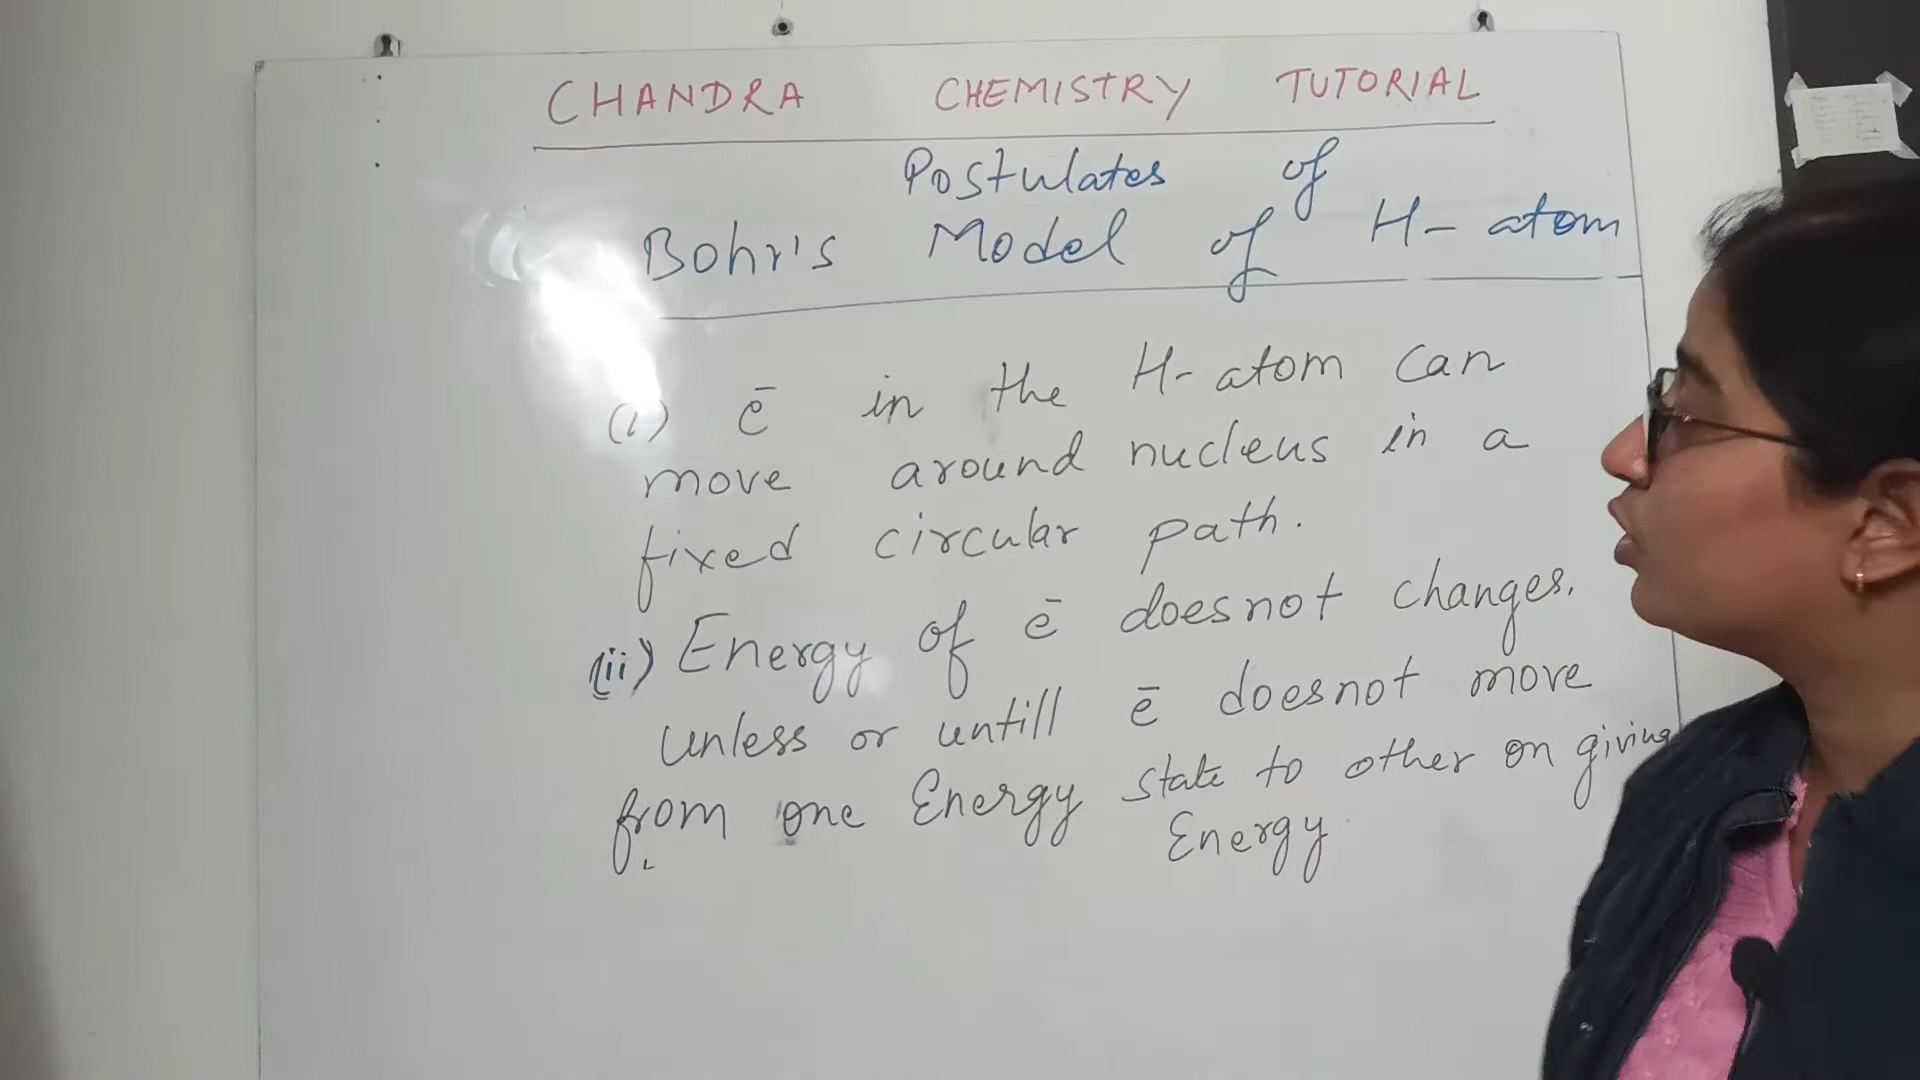 CHANDRA CHEMISTRY TUTORIAL
Postulates of
Bohr's Model of H- atom
(i) ē in the H-atom can
move around nucleus in a
fixed circular path.
(ii) Energy of ē doesnot changes.
unless or untill ē doesnot move
from one Energy state to other on giving
Energy